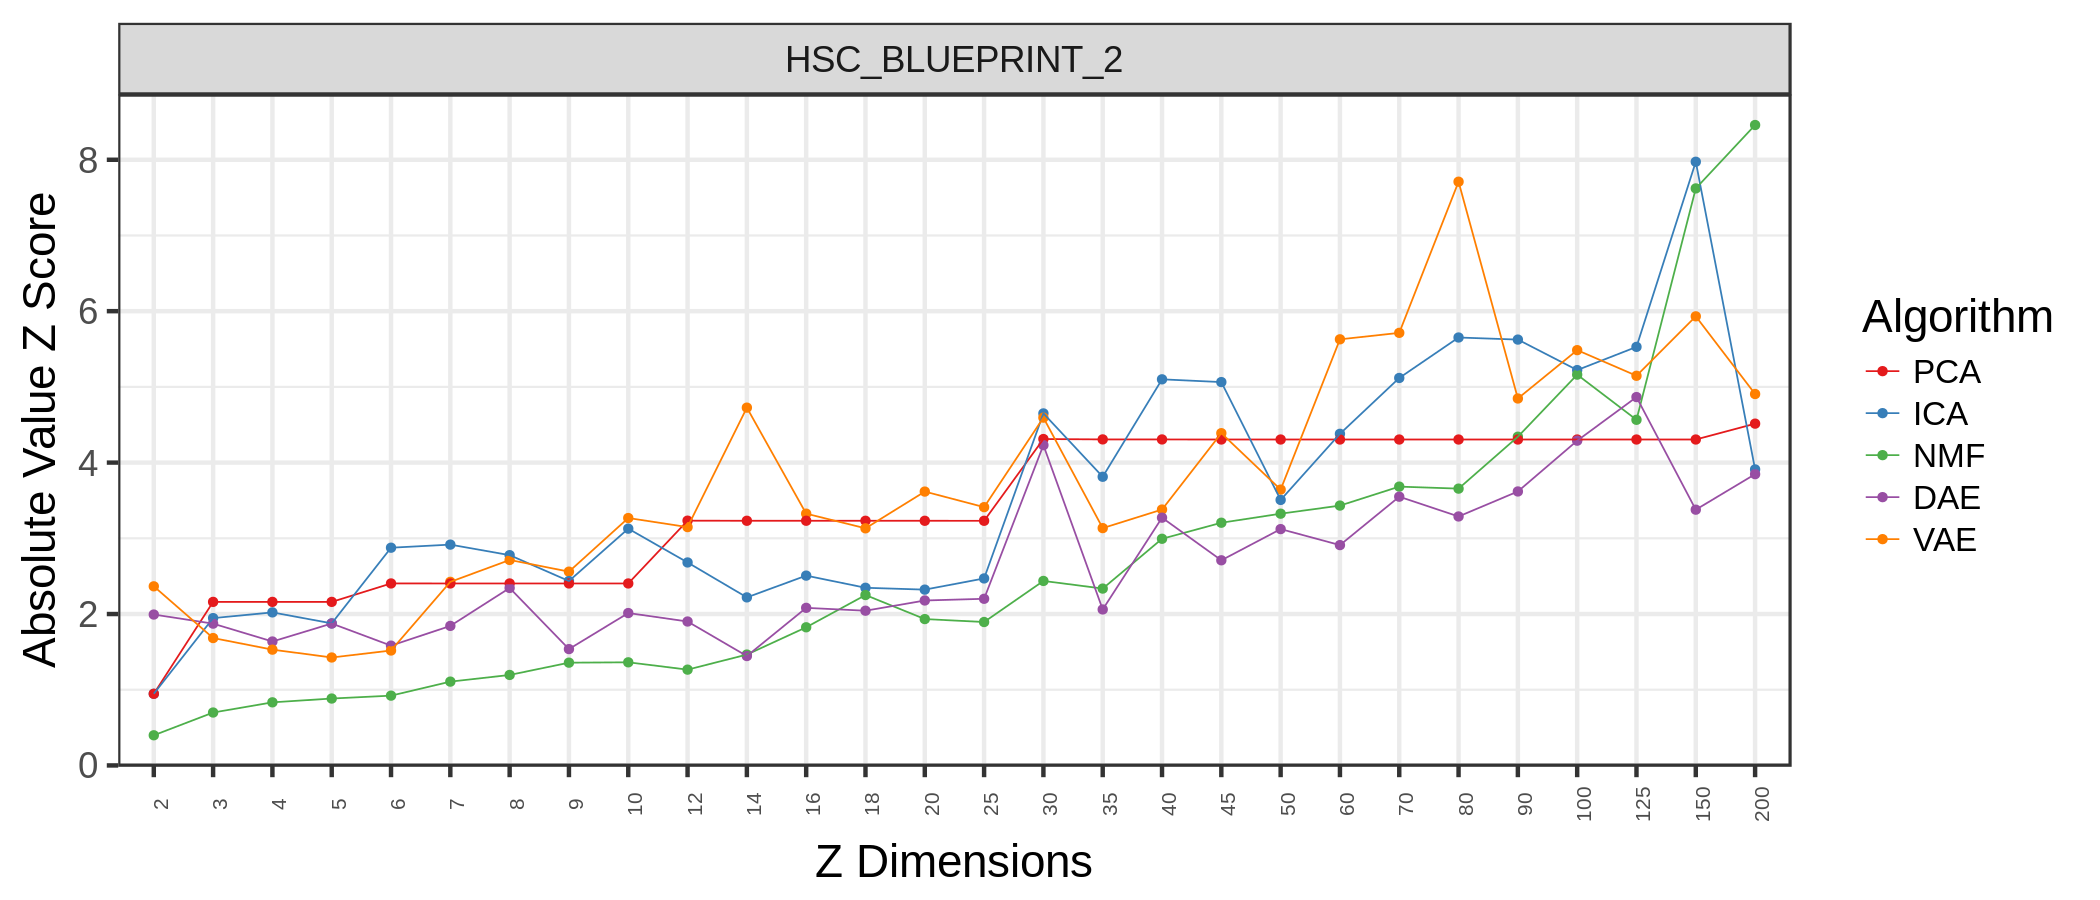 HSC_BLUEPRINT_2
Absolute Value Z Score
8
6
4
2
0
2 3 4 5 6 7 8 9 10 12 14 16 18 20 25 30 35 40 45 50 60 70 80 90 100 125 150 200
Z Dimensions
Algorithm
PCA
ICA
NMF
DAE
VAE